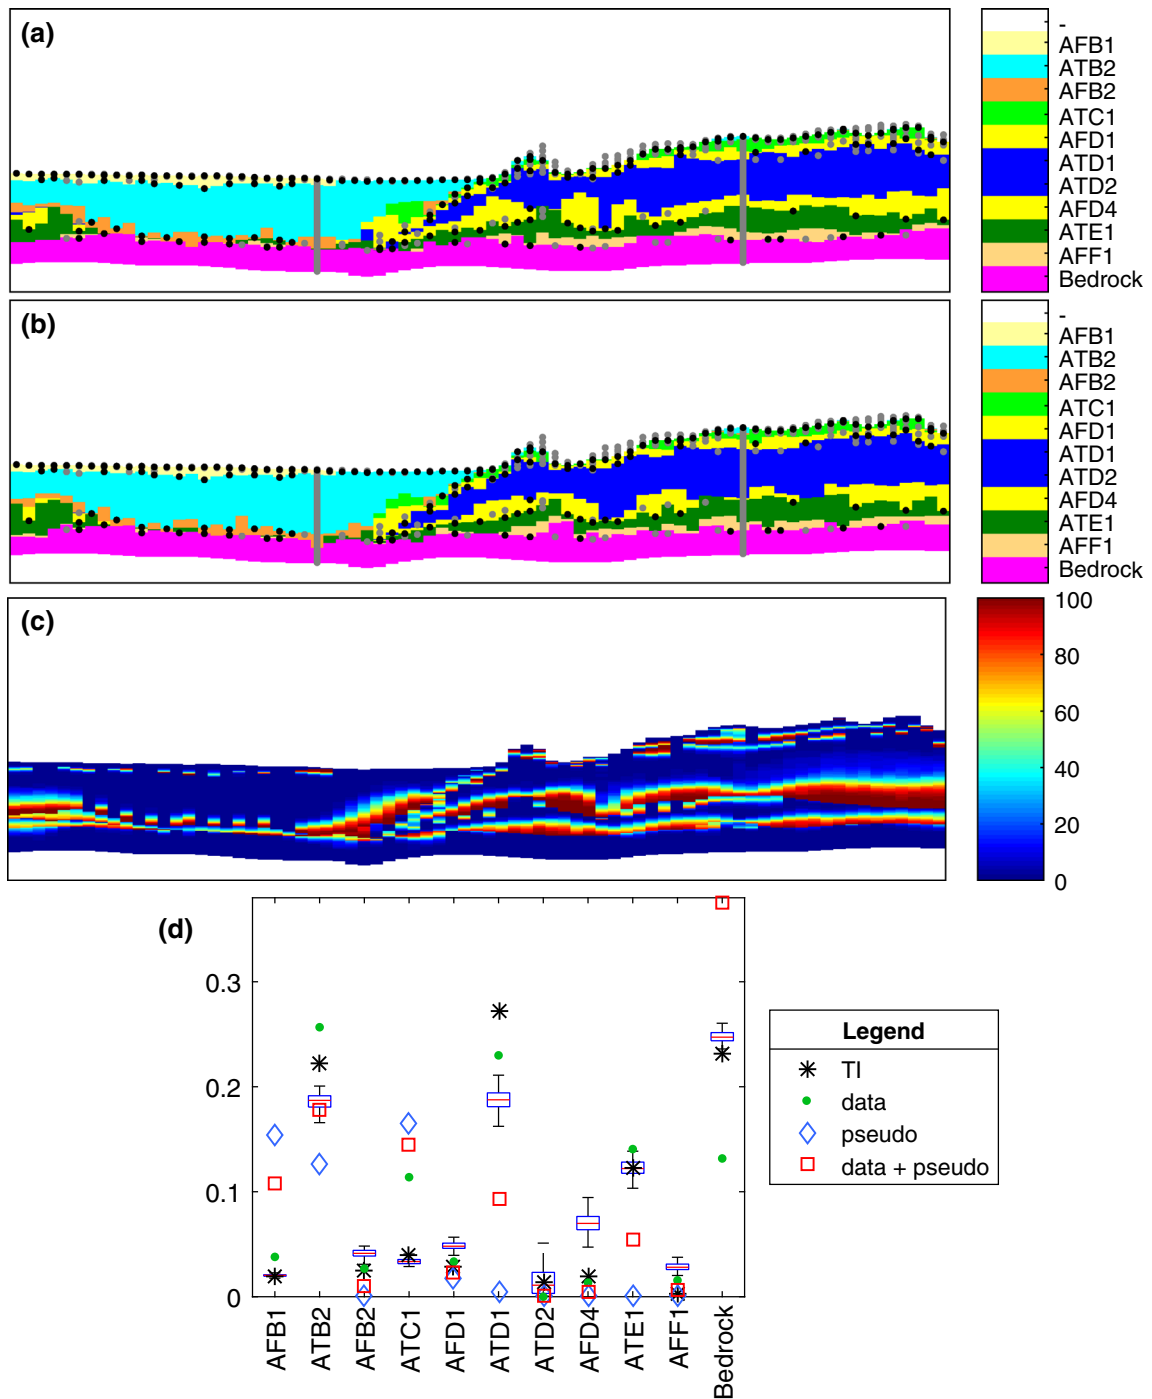 (a)
-
AFB1
ATB2
AFB2
ATC1
AFD1
ATD1
ATD2
AFD4
ATE1
AFF1
Bedrock
(b)
-
AFB1
ATB2
AFB2
ATC1
AFD1
ATD1
ATD2
AFD4
ATE1
AFF1
Bedrock
(c)
100
80
60
40
20
0
(d)
0.3
0.2
0.1
0
AFB1
ATB2
AFB2
ATC1
AFD1
ATD1
ATD2
AFD4
ATE1
AFF1
Bedrock
Legend
TI
data
pseudo
data + pseudo